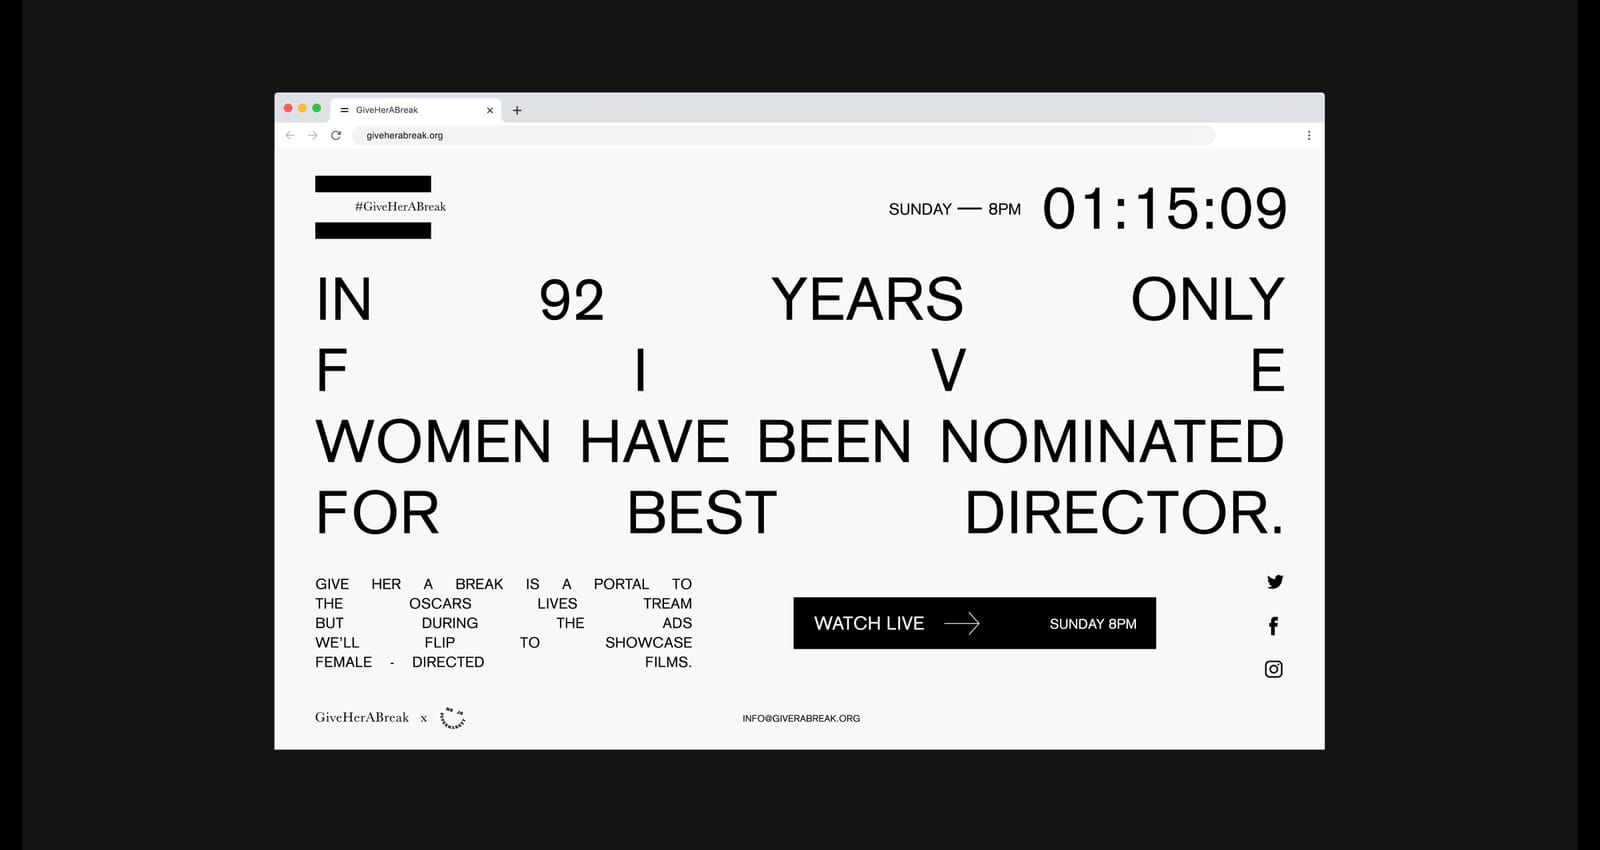 GiveHerABreak
giveherabreak.org
#GiveHerABreak
SUNDAY — 8PM 01:15:09
IN 92 YEARS ONLY
F I V E
WOMEN HAVE BEEN NOMINATED
FOR BEST DIRECTOR.
GIVE HER A BREAK IS A PORTAL TO
THE OSCARS LIVES TREAM
BUT DURING THE ADS
WE'LL FLIP TO SHOWCASE
FEMALE - DIRECTED FILMS.
WATCH LIVE → SUNDAY 8PM
GiveHerABreak x
INFO@GIVERABREAK.ORG